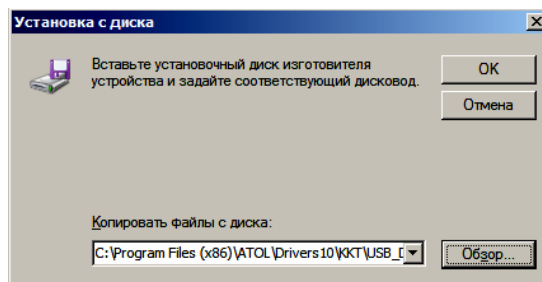 Установка с диска
Вставьте установочный диск изготовителя
устройства и задайте соответствующий дисковод.
OK
Отмена
Копировать файлы с диска:
C:\Program Files (x86)\ATOL\Drivers10\KKT\USB_D
Обзор...